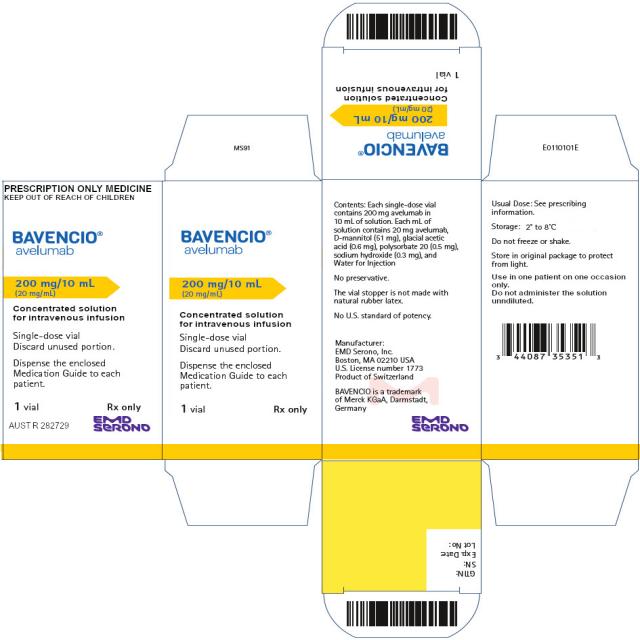 1 vial
Concentrated solution
for intravenous infusion
200 mg/10 mL
(20 mg/mL)
BAVENCIO®
avelumab
MS91
E0110101E
PRESCRIPTION ONLY MEDICINE
KEEP OUT OF REACH OF CHILDREN
BAVENCIO®
avelumab
200 mg/10 mL
(20 mg/mL)
Concentrated solution
for intravenous infusion
Single-dose vial
Discard unused portion.
Dispense the enclosed
Medication Guide to each
patient.
1 vial Rx only
AUST R 282729
EMD
SERONO
BAVENCIO®
avelumab
200 mg/10 mL
(20 mg/mL)
Concentrated solution
for intravenous infusion
Single-dose vial
Discard unused portion.
Dispense the enclosed
Medication Guide to each
patient.
1 vial Rx only
Contents: Each single-dose vial
contains 200 mg avelumab in
10 mL of solution. Each mL of
solution contains 20 mg avelumab,
D-mannitol (51 mg), glacial acetic
acid (0.6 mg), polysorbate 20 (0.5 mg),
sodium hydroxide (0.3 mg), and
Water for Injection
No preservative.
The vial stopper is not made with
natural rubber latex.
No U.S. standard of potency.
Manufacturer:
EMD Serono, Inc.
Boston, MA 02210 USA
U.S. License number 1773
Product of Switzerland
BAVENCIO is a trademark
of Merck KGaA, Darmstadt,
Germany
EMD
SERONO
Usual Dose: See prescribing
information.
Storage: 2° to 8°C
Do not freeze or shake.
Store in original package to protect
from light.
Use in one patient on one occasion
only.
Do not administer the solution
unndiluted.
3 44087 35351 3
GTIN:
SN:
Exp. Date
Lot No: